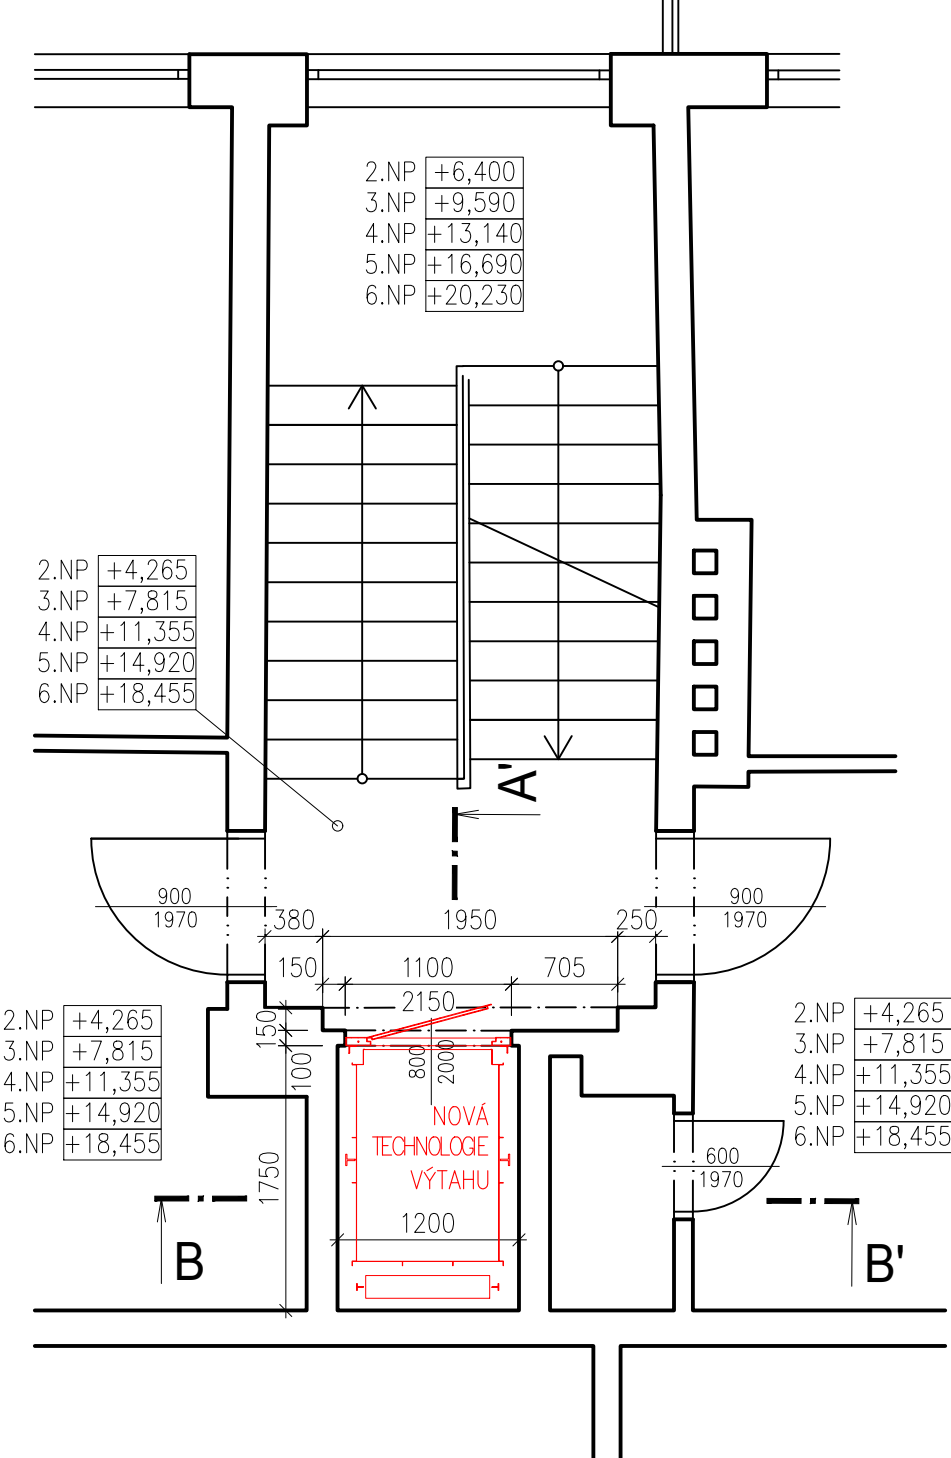 2.NP +6,400
3.NP +9,590
4.NP +13,140
5.NP +16,690
6.NP +20,230
2.NP +4,265
3.NP +7,815
4.NP +11,355
5.NP +14,920
6.NP +18,455
A'
900
1970
900
1970
380 1950 250
150 1100 705
2150
150
100
800
2000
1750
2.NP +4,265
3.NP +7,815
4.NP +11,355
5.NP +14,920
6.NP +18,455
2.NP +4,265
3.NP +7,815
4.NP +11,355
5.NP +14,920
6.NP +18,455
NOVÁ
TECHNOLOGIE
VÝTAHU
600
1970
1200
B
B'